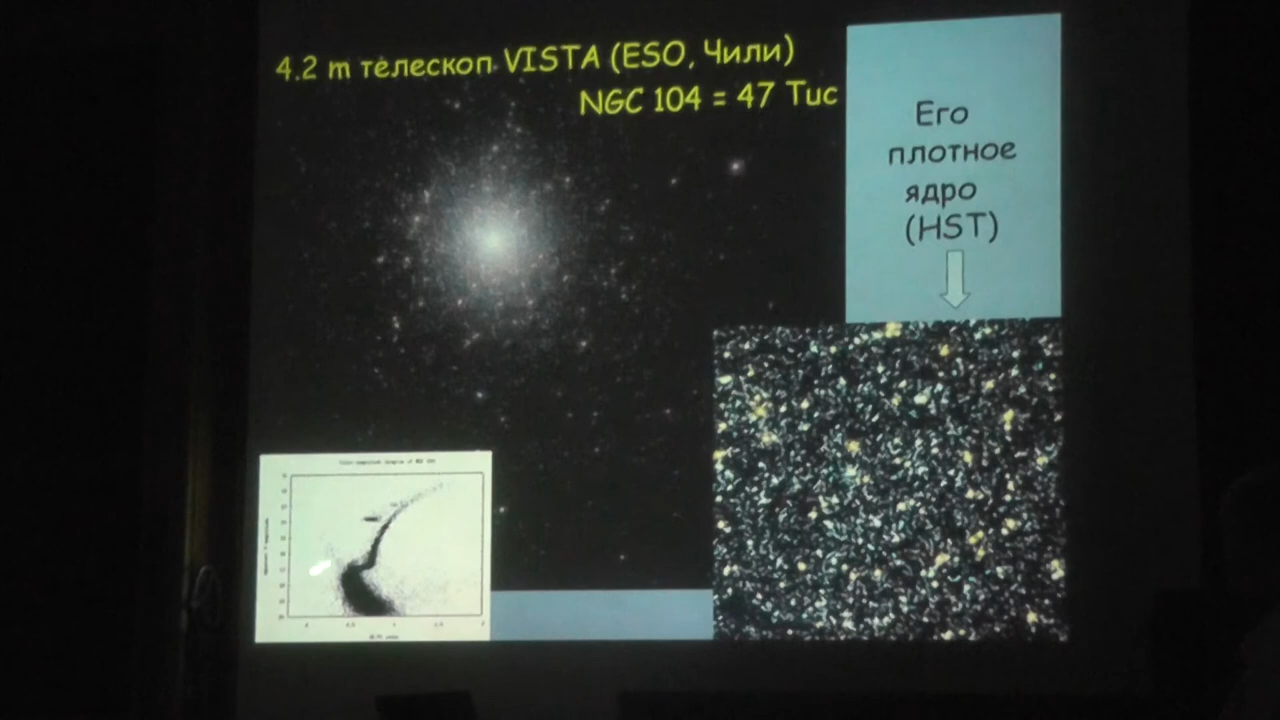 4.2 m телескоп VISTA (ESO, Чили)
NGC 104 = 47 Tuc
Его
плотное
ядро
(HST)